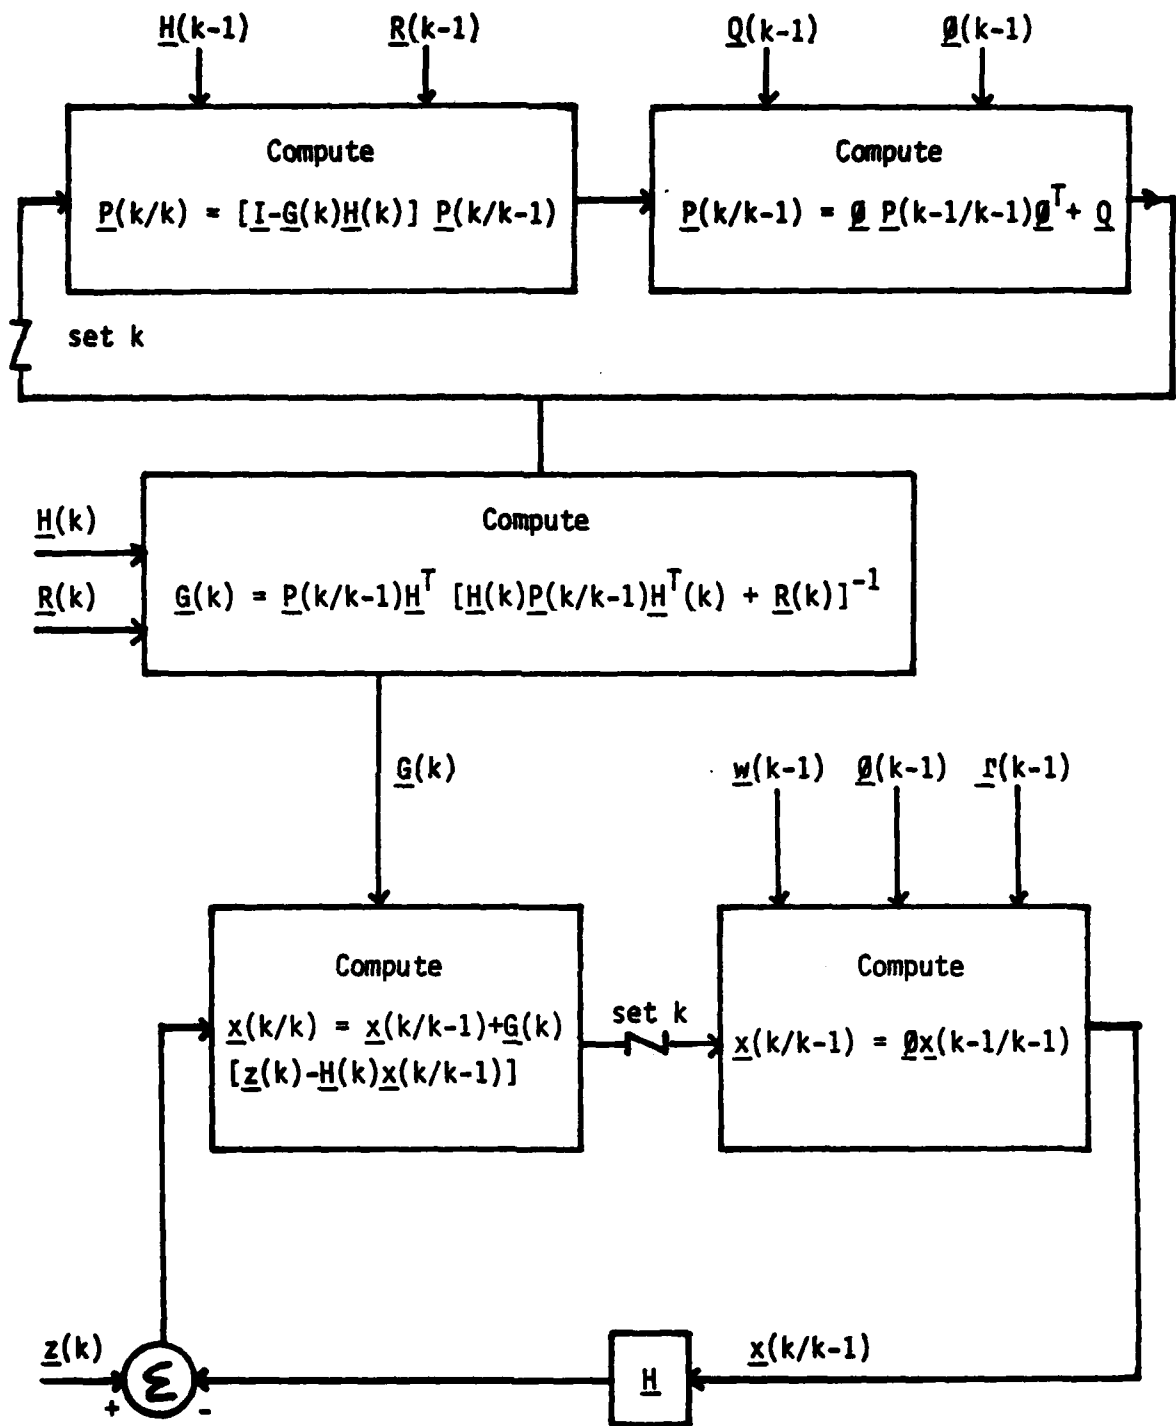 H(k-1) R(k-1) Q(k-1) Ø(k-1)
Compute
P(k/k) = [I-G(k)H(k)] P(k/k-1)
Compute
P(k/k-1) = Ø P(k-1/k-1)Ø^T + Q
set k
H(k)
R(k)
Compute
G(k) = P(k/k-1)H^T [H(k)P(k/k-1)H^T(k) + R(k)]^-1
G(k)
w(k-1) Ø(k-1) Γ(k-1)
Compute
x(k/k) = x(k/k-1)+G(k)
[z(k)-H(k)x(k/k-1)]
set k
Compute
x(k/k-1) = Øx(k-1/k-1)
z(k)
+
Σ
-
H
x(k/k-1)